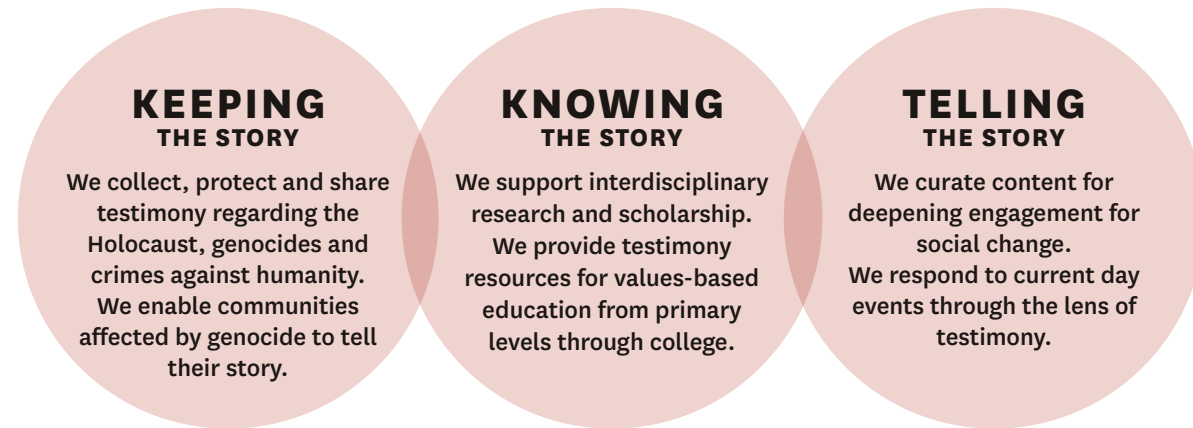 KEEPING
THE STORY
We collect, protect and share
testimony regarding the
Holocaust, genocides and
crimes against humanity.
We enable communities
affected by genocide to tell
their story.
KNOWING
THE STORY
We support interdisciplinary
research and scholarship.
We provide testimony
resources for values-based
education from primary
levels through college.
TELLING
THE STORY
We curate content for
deepening engagement for
social change.
We respond to current day
events through the lens of
testimony.